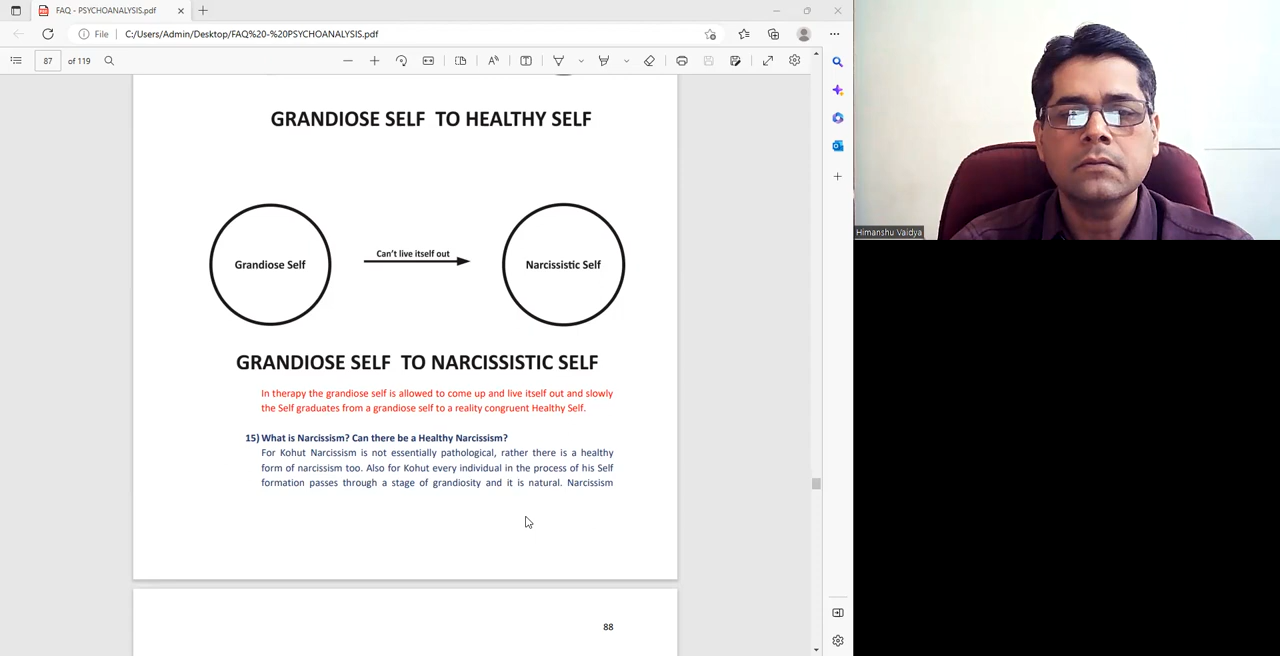 FAQ - PSYCHOANALYSIS.pdf
File
C:/Users/Admin/Desktop/FAQ%20-%20PSYCHOANALYSIS.pdf
87
of 119
GRANDIOSE SELF TO HEALTHY SELF
Grandiose Self
Can't live itself out
Narcissistic Self
GRANDIOSE SELF TO NARCISSISTIC SELF
In therapy the grandiose self is allowed to come up and live itself out and slowly
the Self graduates from a grandiose self to a reality congruent Healthy Self.
15) What is Narcissism? Can there be a Healthy Narcissism?
For Kohut Narcissism is not essentially pathological, rather there is a healthy
form of narcissism too. Also for Kohut every individual in the process of his Self
formation passes through a stage of grandiosity and it is natural. Narcissism
88
Himanshu Vaidya